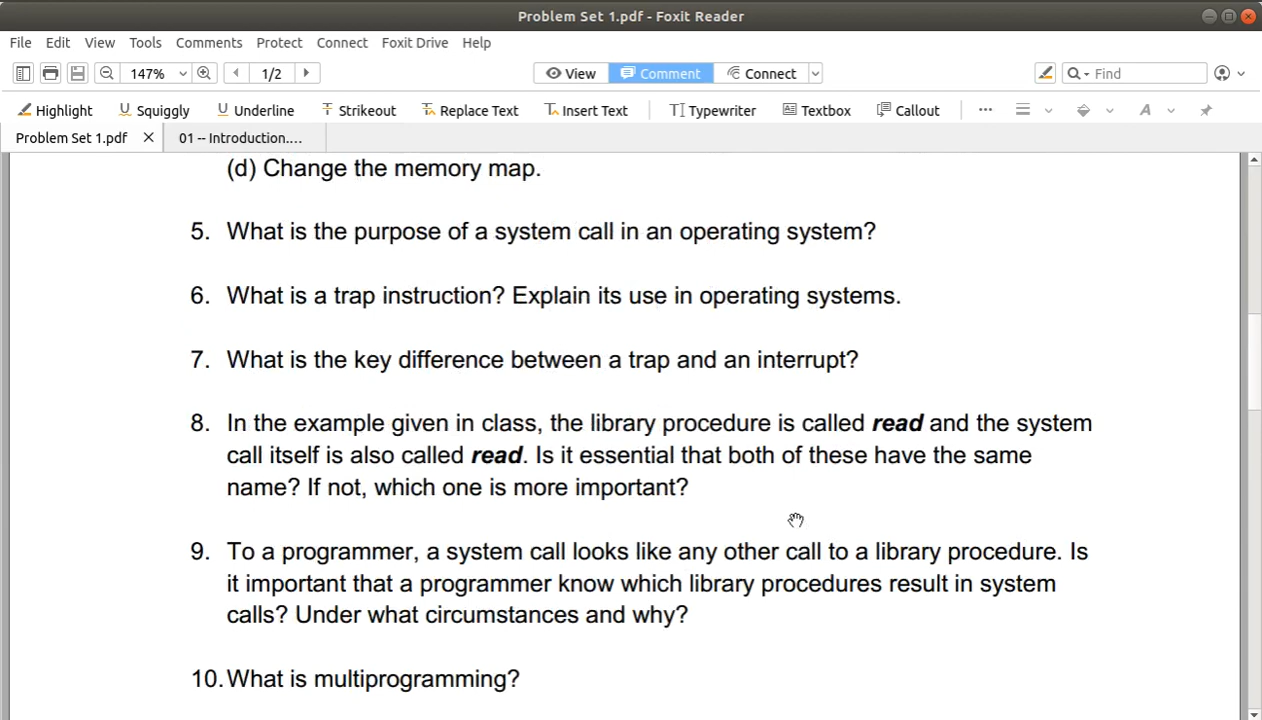 Problem Set 1.pdf - Foxit Reader
File Edit View Tools Comments Protect Connect Foxit Drive Help
147% 1/2 View Comment Connect Find
Highlight Squiggly Underline Strikeout Replace Text Insert Text Typewriter Textbox Callout
Problem Set 1.pdf 01 -- Introduction....
(d) Change the memory map.
5. What is the purpose of a system call in an operating system?
6. What is a trap instruction? Explain its use in operating systems.
7. What is the key difference between a trap and an interrupt?
8. In the example given in class, the library procedure is called read and the system
call itself is also called read. Is it essential that both of these have the same
name? If not, which one is more important?
9. To a programmer, a system call looks like any other call to a library procedure. Is
it important that a programmer know which library procedures result in system
calls? Under what circumstances and why?
10. What is multiprogramming?